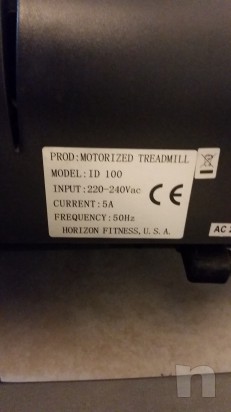 PROD:MOTORIZED TREADMILL
MODEL:ID 100
INPUT:220-240Vac
CURRENT:5A
FREQUENCY:50Hz
HORIZON FITNESS, U.S.A.
CE
AC 2
n